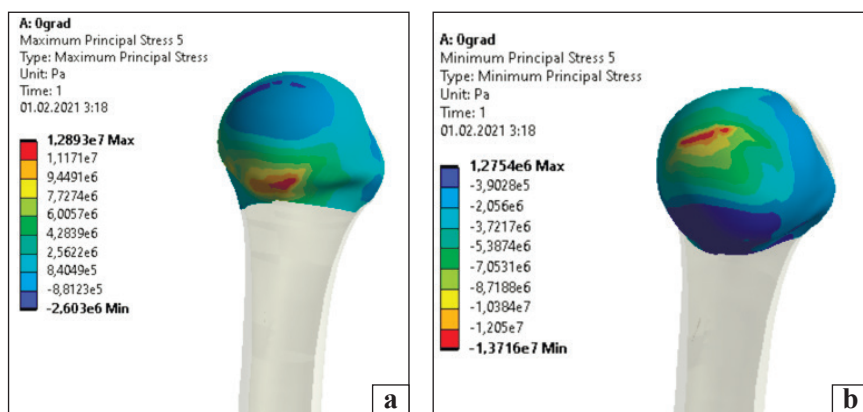 A: 0grad
Maximum Principal Stress 5
Type: Maximum Principal Stress
Unit: Pa
Time: 1
01.02.2021 3:18
1,2893e7 Max
1,1171e7
9,4491e6
7,7274e6
6,0057e6
4,2839e6
2,5622e6
8,4049e5
-8,8123e5
-2,603e6 Min
a
A: 0grad
Minimum Principal Stress 5
Type: Minimum Principal Stress
Unit: Pa
Time: 1
01.02.2021 3:18
1,2754e6 Max
-3,9028e5
-2,056e6
-3,7217e6
-5,3874e6
-7,0531e6
-8,7188e6
-1,0384e7
-1,205e7
-1,3716e7 Min
b